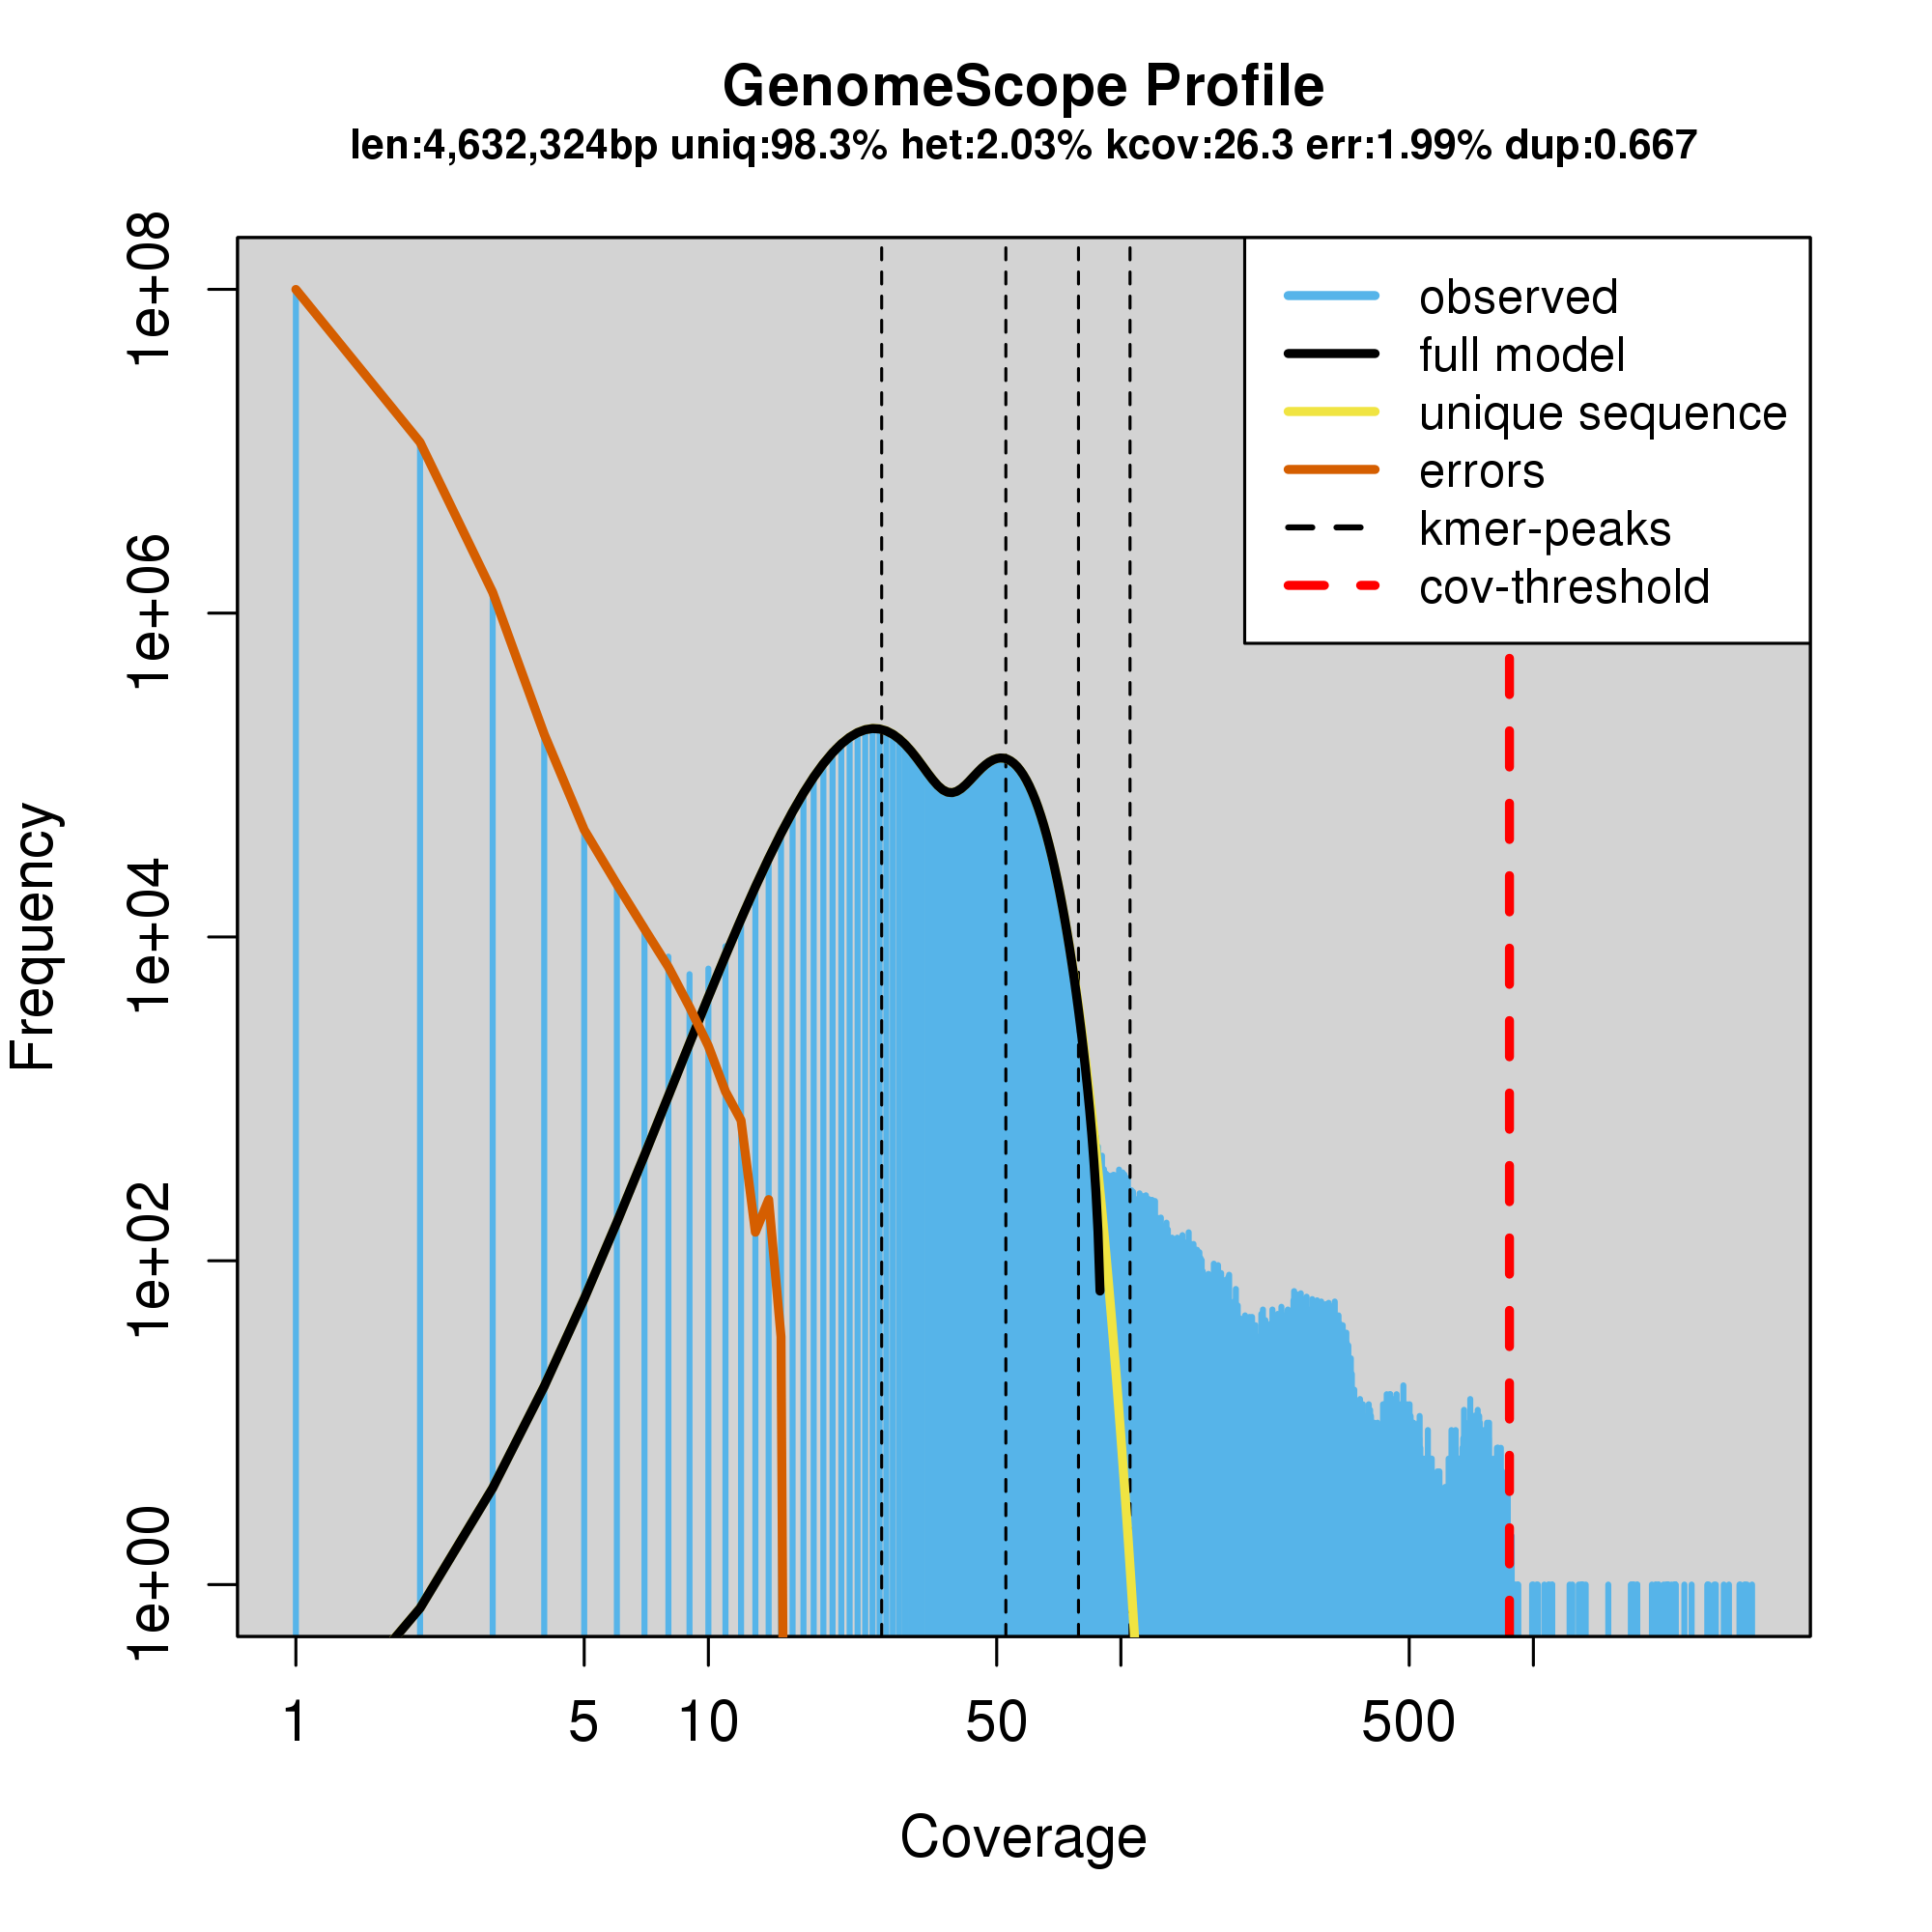 GenomeScope Profile
len:4,632,324bp uniq:98.3% het:2.03% kcov:26.3 err:1.99% dup:0.667
observed
full model
unique sequence
errors
kmer-peaks
cov-threshold
Frequency
1e+08
1e+06
1e+04
1e+02
1e+00
1 5 10 50 500
Coverage